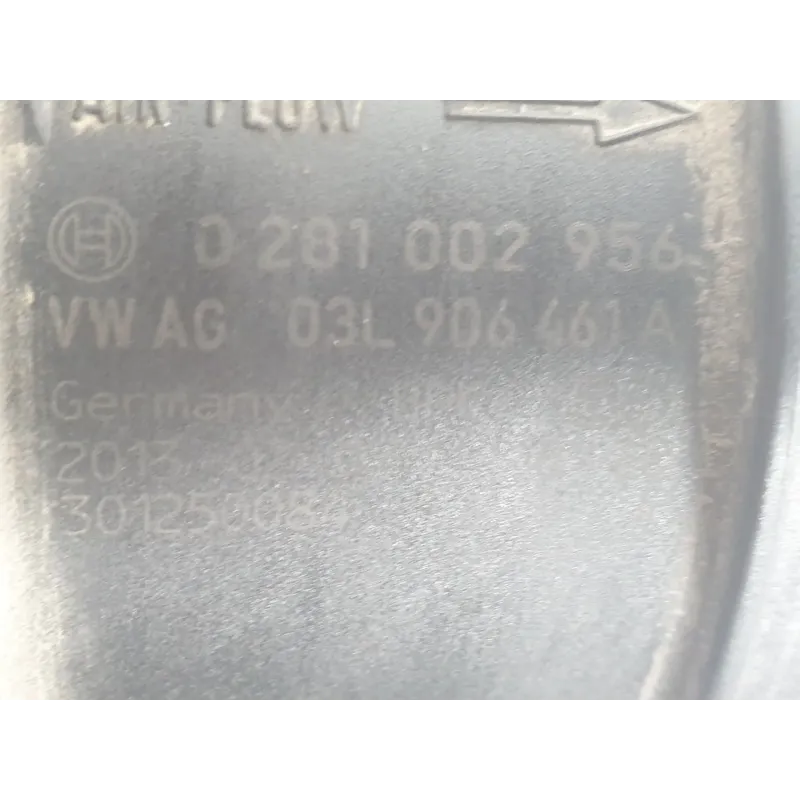 AIR FLOW
0 281 002 956
VW AG 03L 906 461 A
Germany
2013